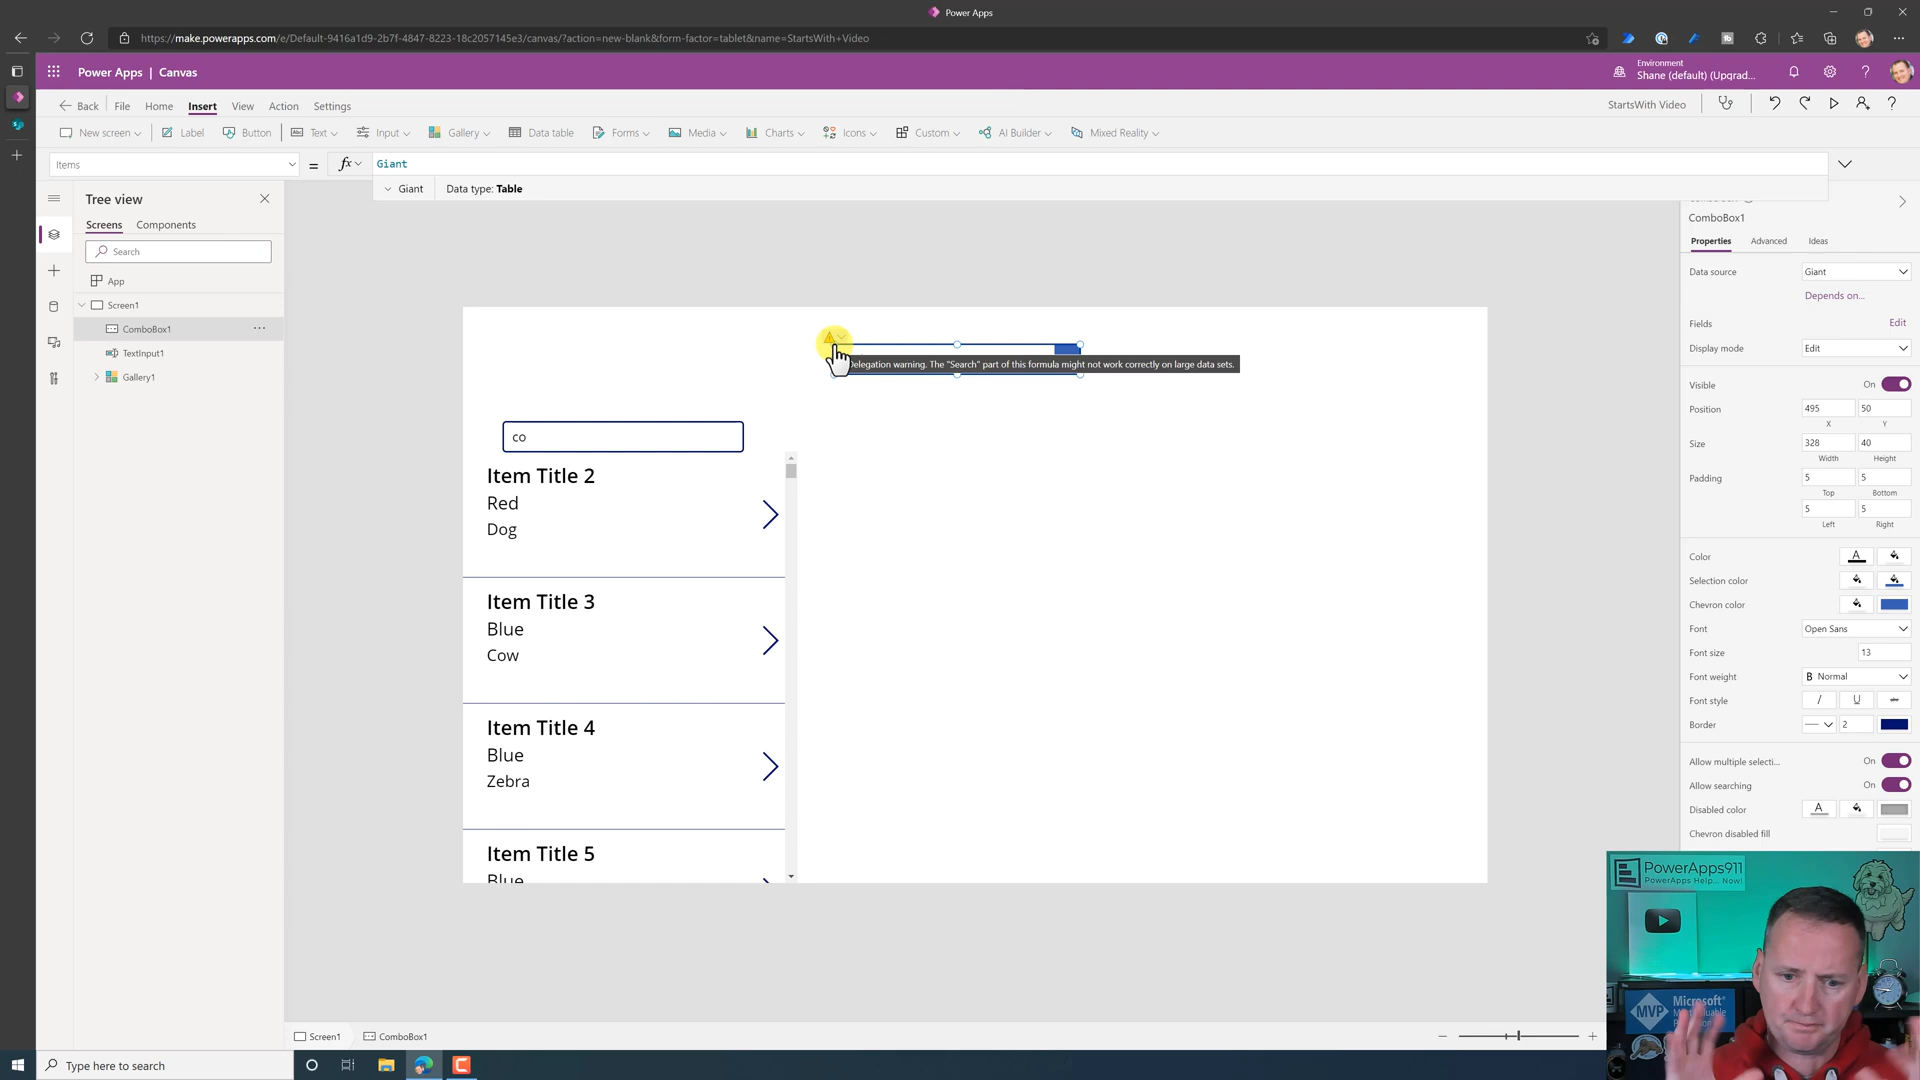 Power Apps
https://make.powerapps.com/e/Default-9416a1d9-2b7f-4847-8223-18c2057145e3/canvas/?action=new-blank&form-factor=tablet&name=StartsWith+Video
Power Apps | Canvas
Environment
Shane (default) (Upgrad...
Back File Home Insert View Action Settings
StartsWith Video
New screen Label Button Text Input Gallery Data table Forms Media Charts Icons Custom AI Builder Mixed Reality
Items = fx Giant
Giant Data type: Table
Tree view
Screens Components
Search
App
Screen1
ComboBox1
TextInput1
Gallery1
Delegation warning. The "Search" part of this formula might not work correctly on large data sets.
co
Item Title 2
Red
Dog
Item Title 3
Blue
Cow
Item Title 4
Blue
Zebra
Item Title 5
Blue
ComboBox1
Properties Advanced Ideas
Data source Giant
Depends on...
Fields Edit
Display mode Edit
Visible On
Position 495 50
X Y
Size 328 40
Width Height
Padding 5 5
Top Bottom
5 5
Left Right
Color A
Selection color
Chevron color
Font Open Sans
Font size 13
Font weight B Normal
Font style / U abc
Border 2
Allow multiple selecti... On
Allow searching On
Disabled color A
Chevron disabled fill
PowerApps911
PowerApps Help... Now!
MVP Microsoft®
Screen1 ComboBox1
Type here to search